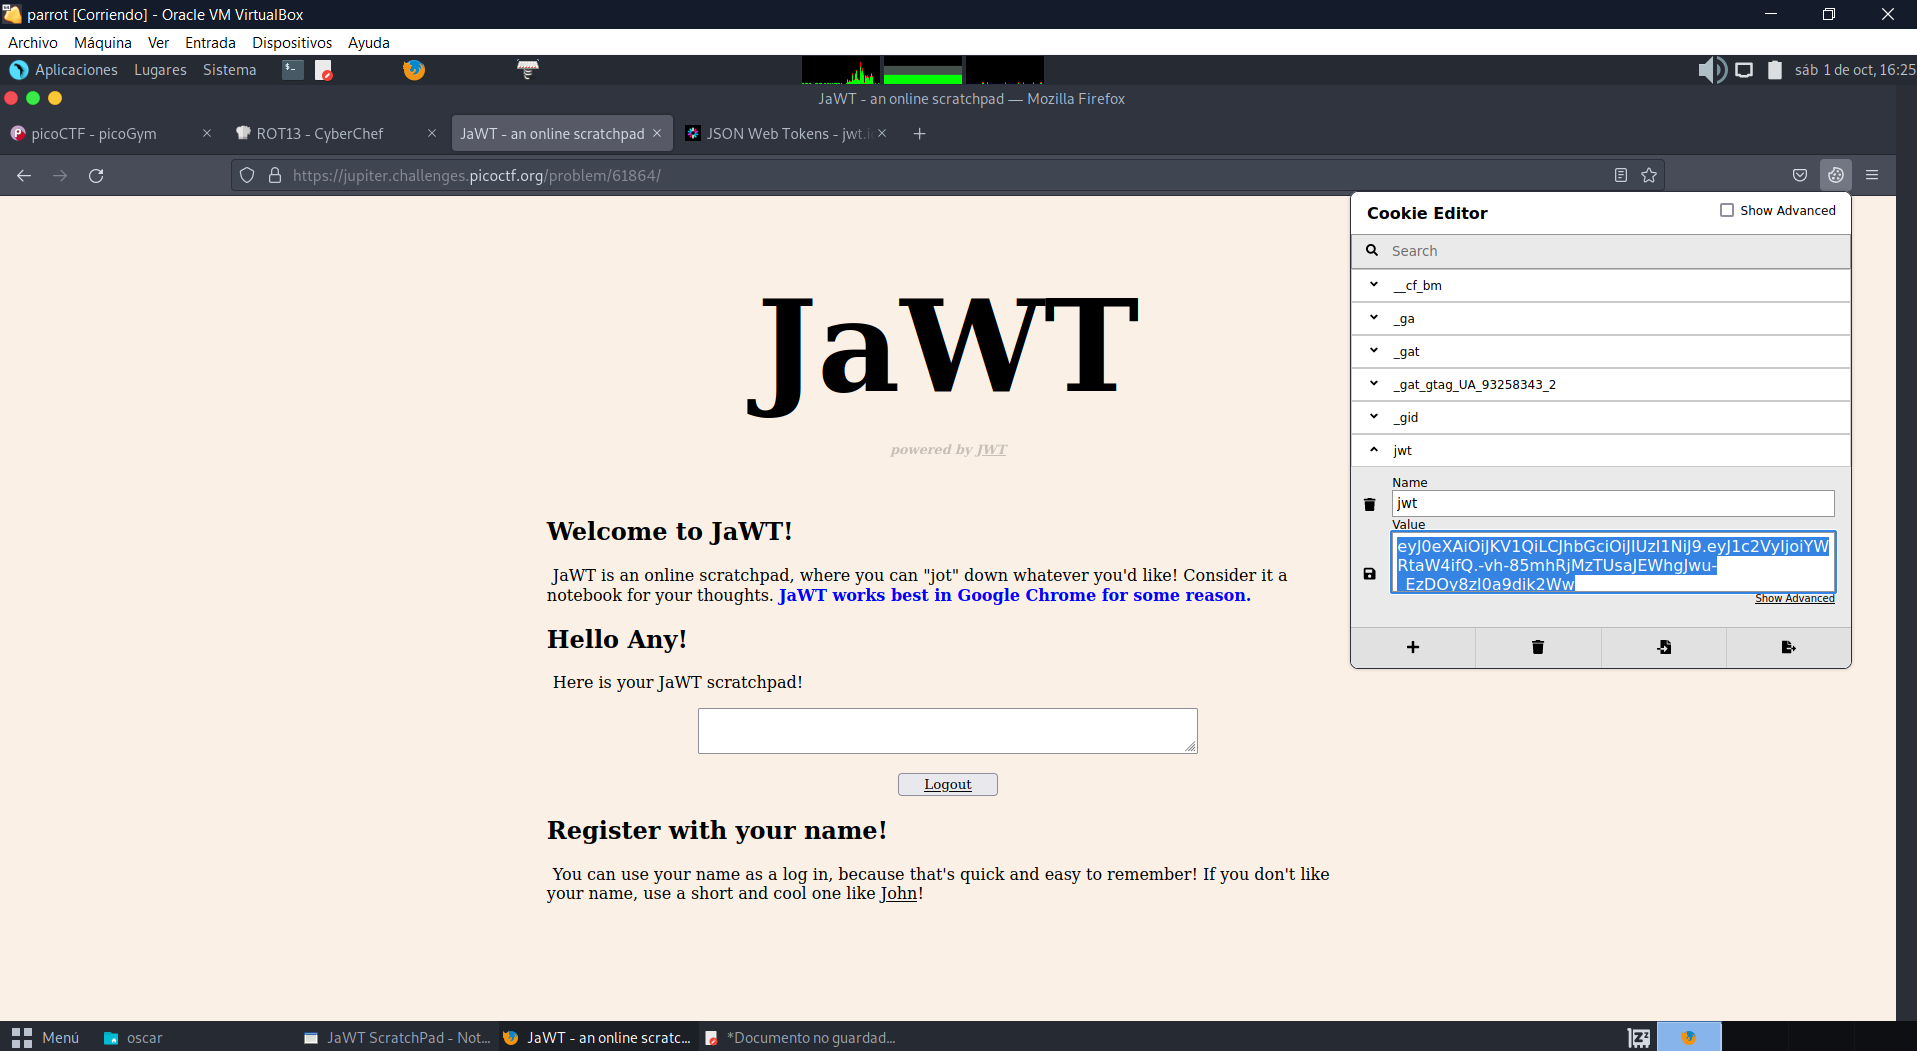 parrot [Corriendo] - Oracle VM VirtualBox
Archivo Máquina Ver Entrada Dispositivos Ayuda
Aplicaciones Lugares Sistema
sáb 1 de oct, 16:25
JaWT - an online scratchpad — Mozilla Firefox
picoCTF - picoGym
ROT13 - CyberChef
JaWT - an online scratchpad
JSON Web Tokens - jwt.io
https://jupiter.challenges.picoctf.org/problem/61864/
Cookie Editor
Show Advanced
Search
__cf_bm
_ga
_gat
_gat_gtag_UA_93258343_2
_gid
jwt
Name
jwt
Value
eyJ0eXAiOiJKV1QiLCJhbGciOiJIUzI1NiJ9.eyJ1c2VyIjoiYW
RtaW4ifQ.-vh-85mhRjMzTUsaJEWhgJwu-
_EzDOy8zl0a9dik2Ww
Show Advanced
JaWT
powered by JWT
Welcome to JaWT!
JaWT is an online scratchpad, where you can "jot" down whatever you'd like! Consider it a
notebook for your thoughts. JaWT works best in Google Chrome for some reason.
Hello Any!
Here is your JaWT scratchpad!
Logout
Register with your name!
You can use your name as a log in, because that's quick and easy to remember! If you don't like
your name, use a short and cool one like John!
Menú
oscar
JaWT ScratchPad - Not...
JaWT - an online scratc...
*Documento no guardad...